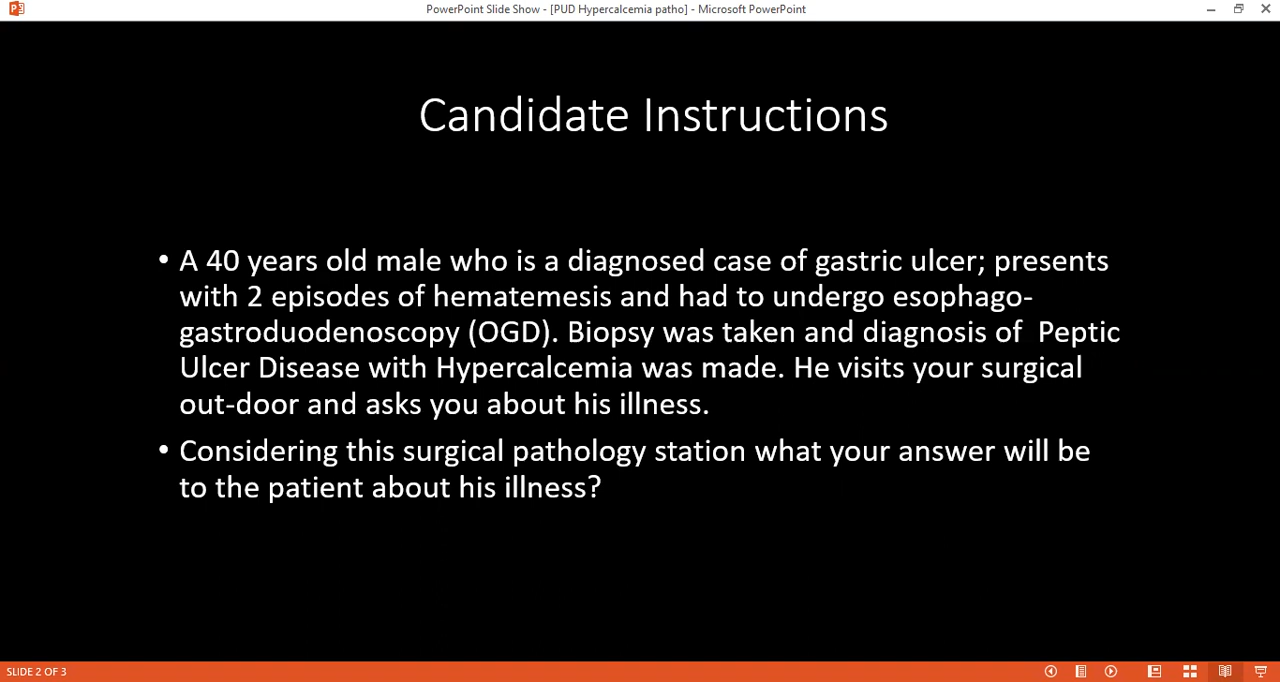 PowerPoint Slide Show - [PUD Hypercalcemia patho] - Microsoft PowerPoint
Candidate Instructions
• A 40 years old male who is a diagnosed case of gastric ulcer; presents
with 2 episodes of hematemesis and had to undergo esophago-
gastroduodenoscopy (OGD). Biopsy was taken and diagnosis of  Peptic
Ulcer Disease with Hypercalcemia was made. He visits your surgical
out-door and asks you about his illness.
• Considering this surgical pathology station what your answer will be
to the patient about his illness?
SLIDE 2 OF 3